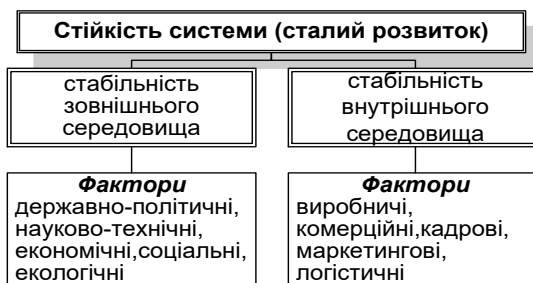 Стійкість системи (сталий розвиток)
стабільність
зовнішнього
середовища
стабільність
внутрішнього
середовища
Фактори
державно-політичні,
науково-технічні,
економічні,соціальні,
екологічні
Фактори
виробничі,
комерційні,кадрові,
маркетингові,
логістичні